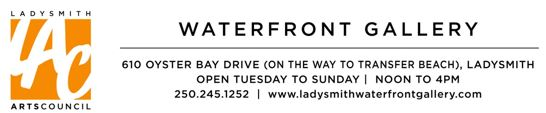 LADYSMITH
LAC
ARTSCOUNCIL
WATERFRONT GALLERY
610 OYSTER BAY DRIVE (ON THE WAY TO TRANSFER BEACH), LADYSMITH
OPEN TUESDAY TO SUNDAY | NOON TO 4PM
250.245.1252 | www.ladysmithwaterfrontgallery.com